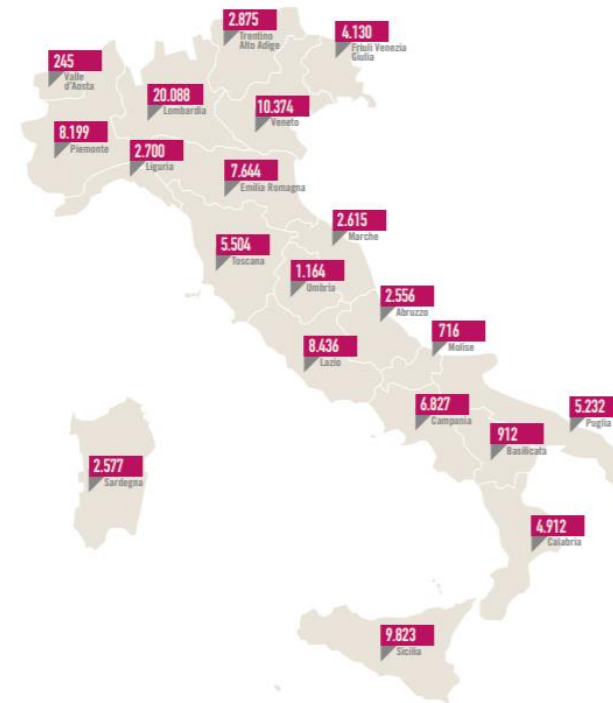 2.875
Trentino
Alto Adige
4.130
Friuli Venezia
Giulia
245
Valle
d'Aosta
20.088
Lombardia
10.374
Veneto
8.199
Piemonte
2.700
Liguria
7.644
Emilia Romagna
2.615
Marche
5.504
Toscana
1.164
Umbria
2.556
Abruzzo
716
Molise
8.436
Lazio
6.827
Campania
5.232
Puglia
912
Basilicata
2.577
Sardegna
4.912
Calabria
9.823
Sicilia